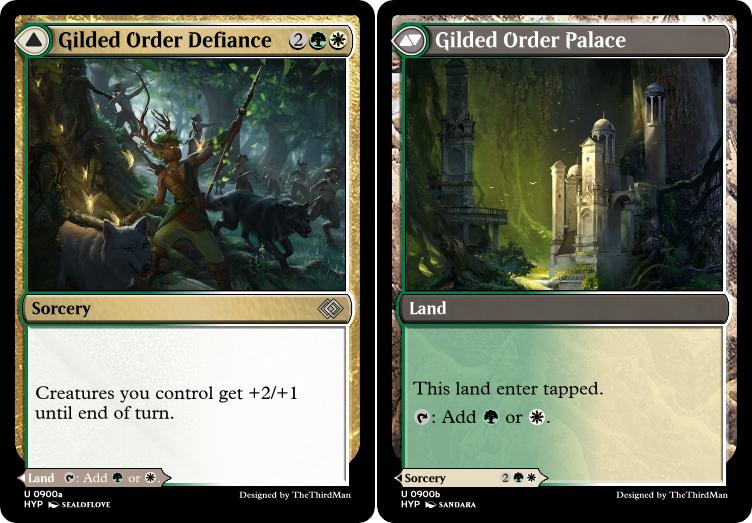 Gilded Order Defiance 2
Sorcery
Creatures you control get +2/+1
until end of turn.
Land : Add or .
U 0900a
HYP SEALOFLOVE
Designed by TheThirdMan
Gilded Order Palace
Land
This land enter tapped.
: Add or .
Sorcery 2
U 0900b
HYP SANDARA
Designed by TheThirdMan